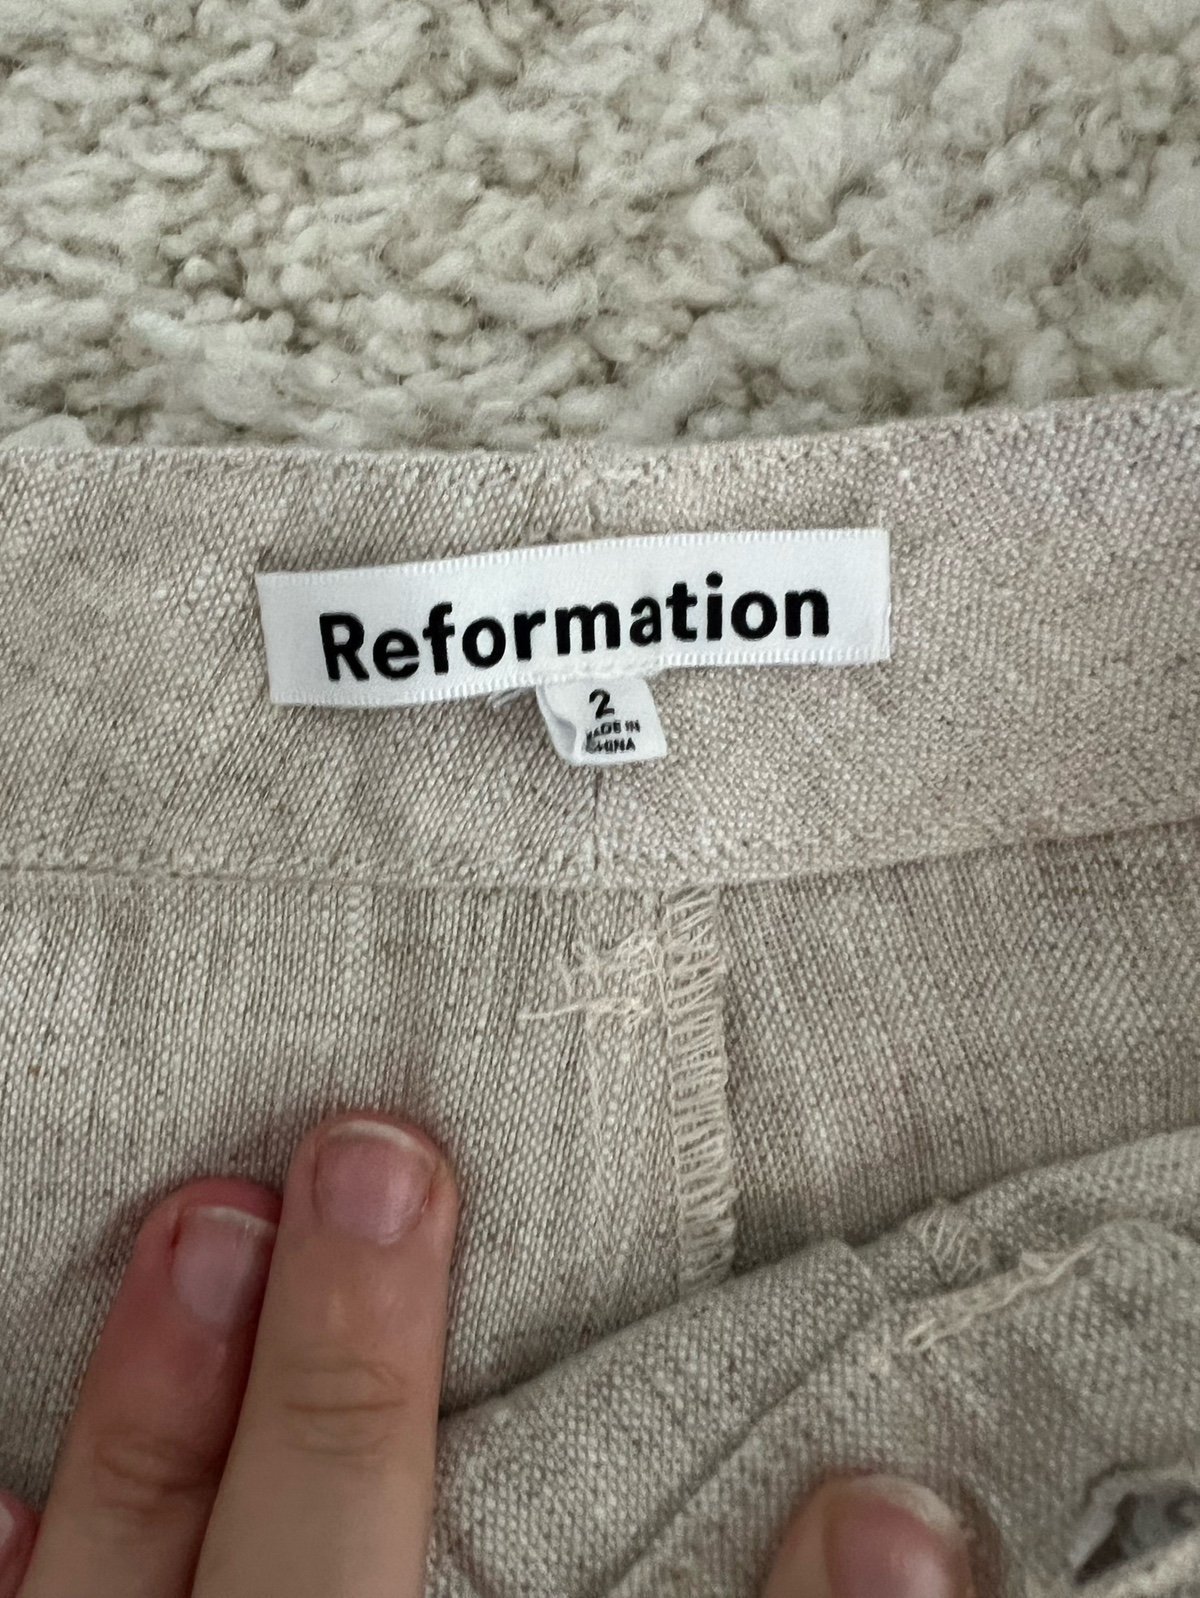 Reformation
2
MADE IN
CHINA